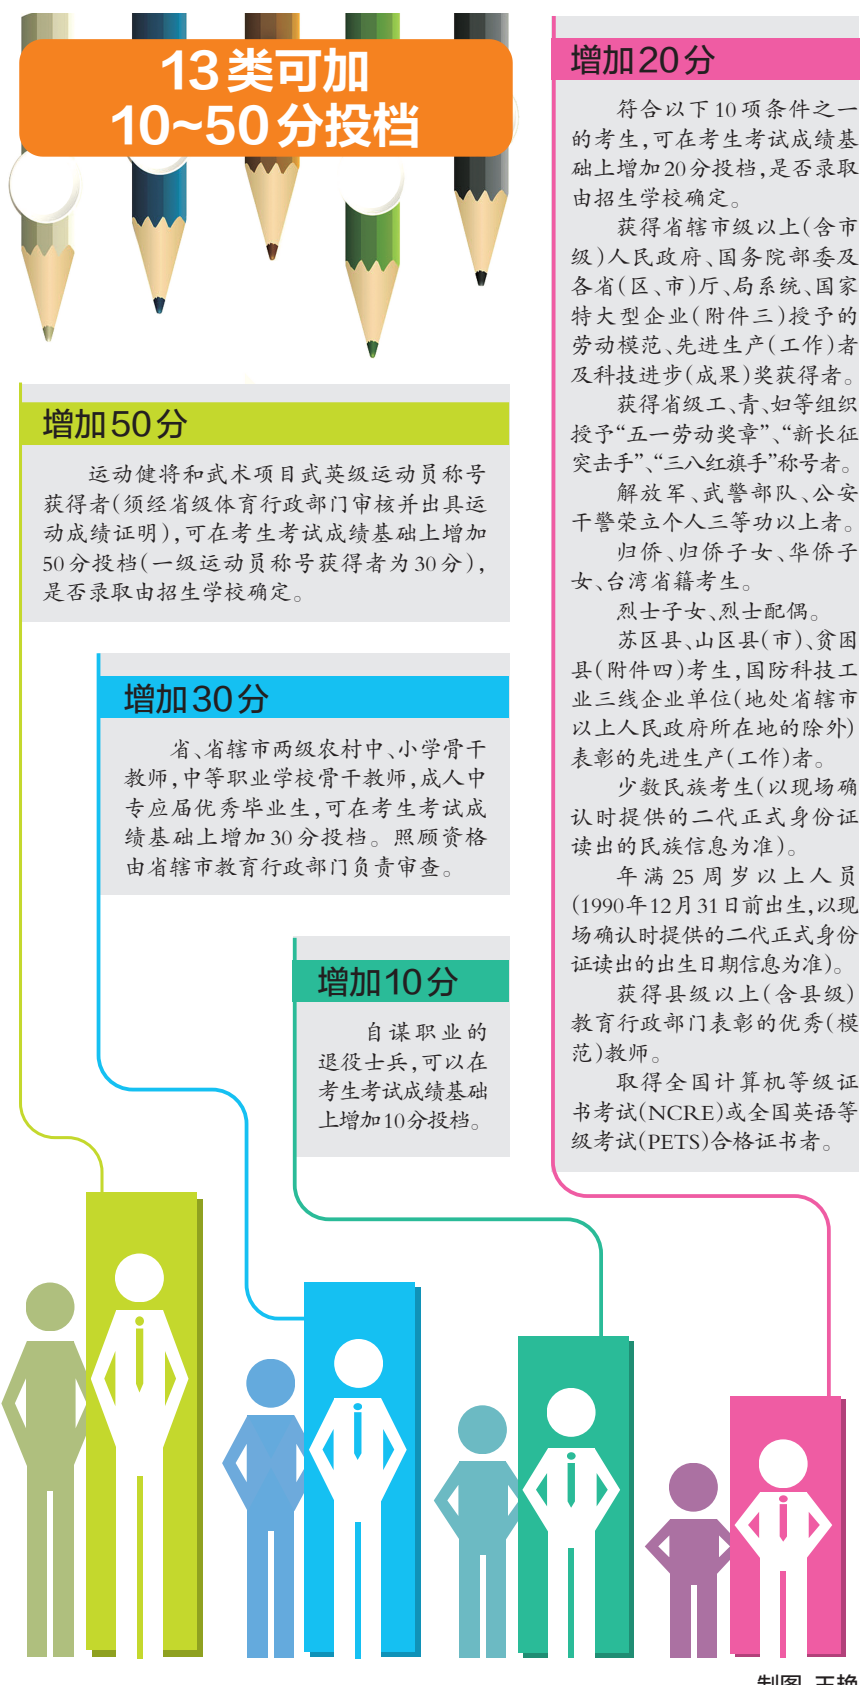 13类可加
10~50分投档
增加50分
运动健将和武术项目武英级运动员称号
获得者(须经省级体育行政部门审核并出具运
动成绩证明),可在考生考试成绩基础上增加
50分投档(一级运动员称号获得者为30分),
是否录取由招生学校确定。
增加30分
省、省辖市两级农村中、小学骨干
教师,中等职业学校骨干教师,成人中
专应届优秀毕业生,可在考生考试成
绩基础上增加30分投档。照顾资格
由省辖市教育行政部门负责审查。
增加10分
自谋职业的
退役士兵,可以在
考生考试成绩基础
上增加10分投档。
增加20分
符合以下10项条件之一
的考生,可在考生考试成绩基
础上增加20分投档,是否录取
由招生学校确定。
获得省辖市级以上(含市
级)人民政府、国务院部委及
各省(区、市)厅、局系统、国家
特大型企业(附件三)授予的
劳动模范、先进生产(工作)者
及科技进步(成果)奖获得者。
获得省级工、青、妇等组织
授予“五一劳动奖章”、“新长征
突击手”、“三八红旗手”称号者。
解放军、武警部队、公安
干警荣立个人三等功以上者。
归侨、归侨子女、华侨子
女、台湾省籍考生。
烈士子女、烈士配偶。
苏区县、山区县(市)、贫困
县(附件四)考生,国防科技工
业三线企业单位(地处省辖市
以上人民政府所在地的除外)
表彰的先进生产(工作)者。
少数民族考生(以现场确
认时提供的二代正式身份证
读出的民族信息为准)。
年满25周岁以上人员
(1990年12月31日前出生,以现
场确认时提供的二代正式身份
证读出的出生日期信息为准)。
获得县级以上(含县级)
教育行政部门表彰的优秀(模
范)教师。
取得全国计算机等级证
书考试(NCRE)或全国英语等
级考试(PETS)合格证书者。
制图 王艳